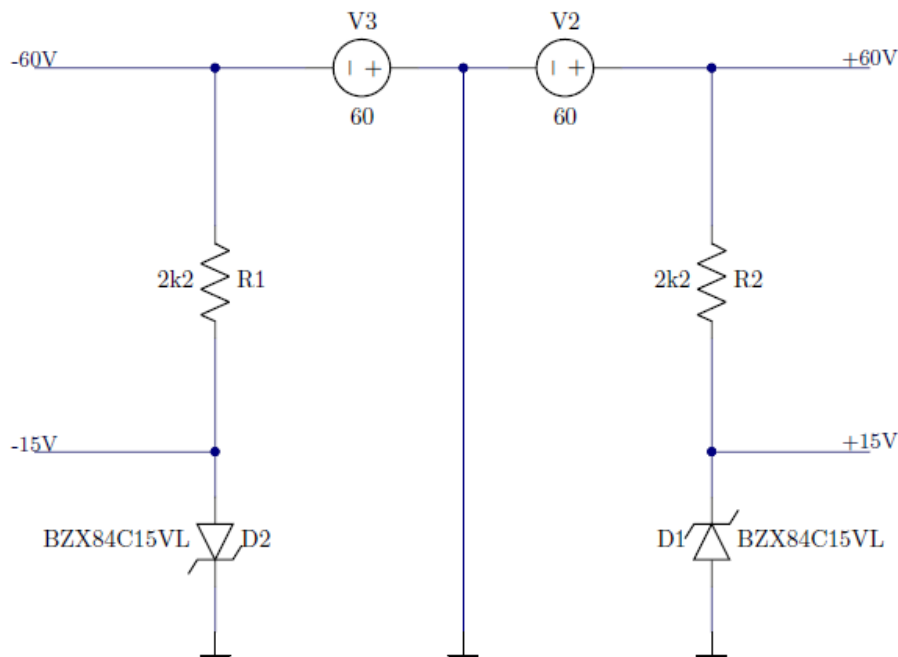 V3
V2
-60V
+60V
60
60
2k2
R1
2k2
R2
-15V
+15V
BZX84C15VL
D2
D1
BZX84C15VL